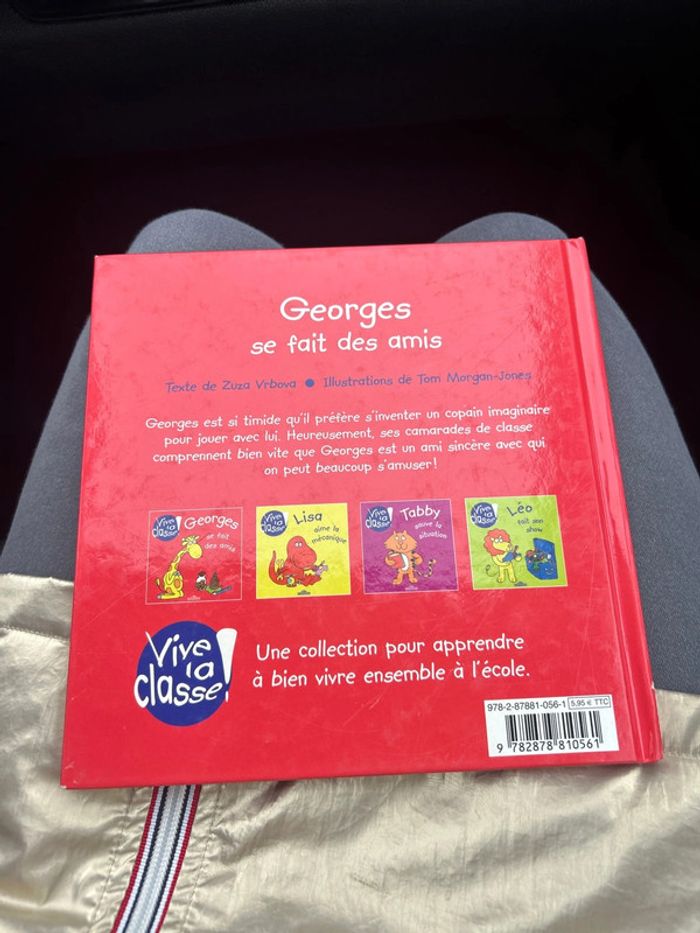 Georges
se fait des amis
Texte de Zuza Vrbova ● Illustrations de Tom Morgan-Jones
Georges est si timide qu'il préfère s'inventer un copain imaginaire
pour jouer avec lui. Heureusement, ses camarades de classe
comprennent bien vite que Georges est un ami sincère avec qui
on peut beaucoup s'amuser!
Vive la classe!
Georges
se fait des amis
Vive la classe!
Lisa
aime la mécanique
Vive la classe!
Tabby
sauve la situation
Vive la classe!
Léo
fait son show
Vive
la
classe!
Une collection pour apprendre
à bien vivre ensemble à l'école.
978-2-87881-056-1 5,95 € TTC
9 782878 810561